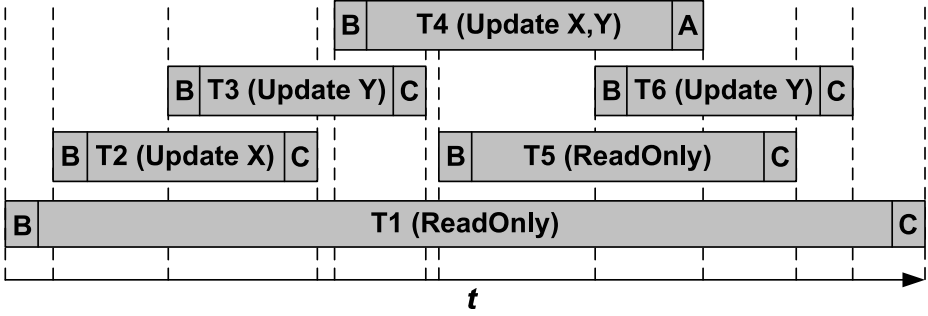 B T4 (Update X,Y) A
B T3 (Update Y) C
B T6 (Update Y) C
B T2 (Update X) C
B T5 (ReadOnly) C
B T1 (ReadOnly) C
t